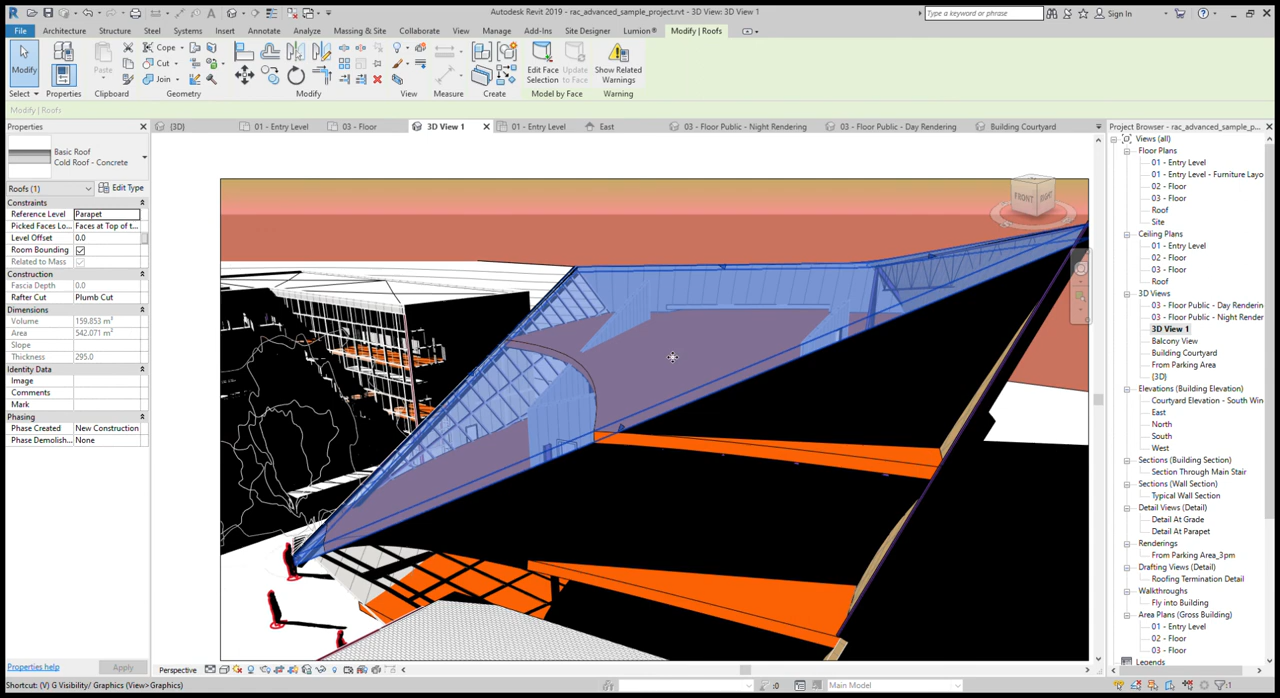 Autodesk Revit 2019 - rac_advanced_sample_project.rvt - 3D View: 3D View 1
Type a keyword or phrase
Sign In
File Architecture Structure Steel Systems Insert Annotate Analyze Massing & Site Collaborate View Manage Add-Ins Site Designer Lumion® Modify | Roofs
Modify
Properties
Paste
Cope
Cut
Join
Edit Face Selection
Update to Face
Show Related Warnings
Select Properties Clipboard Geometry Modify View Measure Create Model by Face Warning
Modify | Roofs
Properties
{3D} 01 - Entry Level 03 - Floor 3D View 1 01 - Entry Level East 03 - Floor Public - Night Rendering 03 - Floor Public - Day Rendering Building Courtyard
Basic Roof
Cold Roof - Concrete
Roofs (1) Edit Type
Constraints
Reference Level Parapet
Picked Faces Lo... Faces at Top of t...
Level Offset 0.0
Room Bounding
Related to Mass
Construction
Fascia Depth 0.0
Rafter Cut Plumb Cut
Dimensions
Volume 159.853 m³
Area 542.071 m²
Slope
Thickness 295.0
Identity Data
Image
Comments
Mark
Phasing
Phase Created New Construction
Phase Demolish... None
Properties help Apply
FRONT RIGHT
Project Browser - rac_advanced_sample_p...
Views (all)
Floor Plans
01 - Entry Level
01 - Entry Level - Furniture Layo
02 - Floor
03 - Floor
Roof
Site
Ceiling Plans
01 - Entry Level
02 - Floor
03 - Floor
Roof
3D Views
03 - Floor Public - Day Renderin
03 - Floor Public - Night Render
3D View 1
Balcony View
Building Courtyard
From Parking Area
{3D}
Elevations (Building Elevation)
Courtyard Elevation - South Win
East
North
South
West
Sections (Building Section)
Section Through Main Stair
Sections (Wall Section)
Typical Wall Section
Detail Views (Detail)
Detail At Grade
Detail At Parapet
Renderings
From Parking Area_3pm
Drafting Views (Detail)
Roofing Termination Detail
Walkthroughs
Fly into Building
Area Plans (Gross Building)
01 - Entry Level
02 - Floor
03 - Floor
Legends
Perspective
Shortcut: (V) G Visibility/ Graphics (View>Graphics)
:0
Main Model
:1